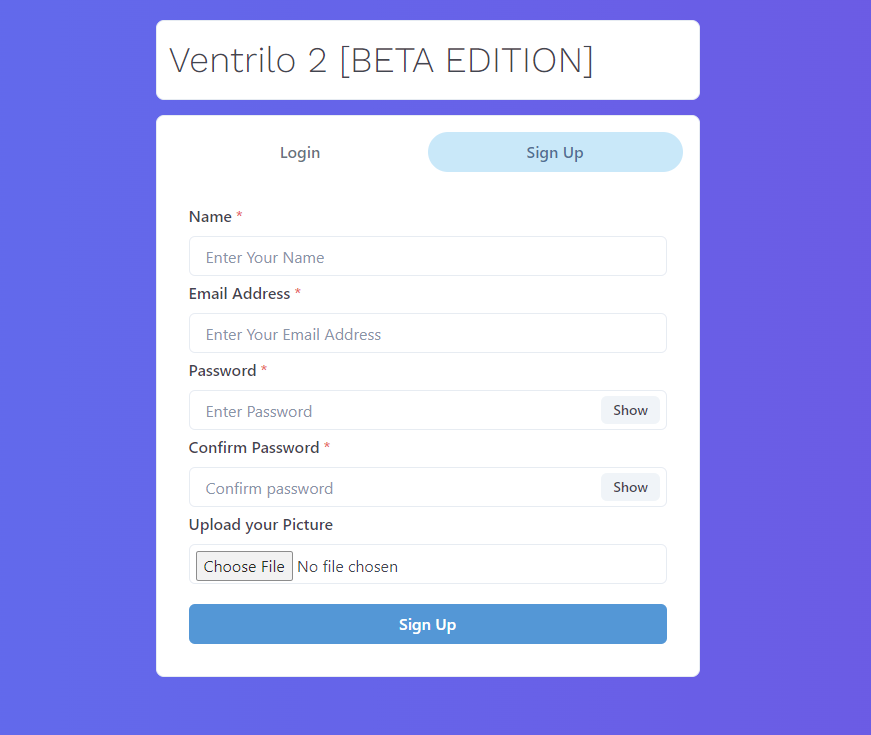 Ventrilo 2 [BETA EDITION]
Login Sign Up
Name *
Enter Your Name
Email Address *
Enter Your Email Address
Password *
Enter Password Show
Confirm Password *
Confirm password Show
Upload your Picture
Choose File No file chosen
Sign Up